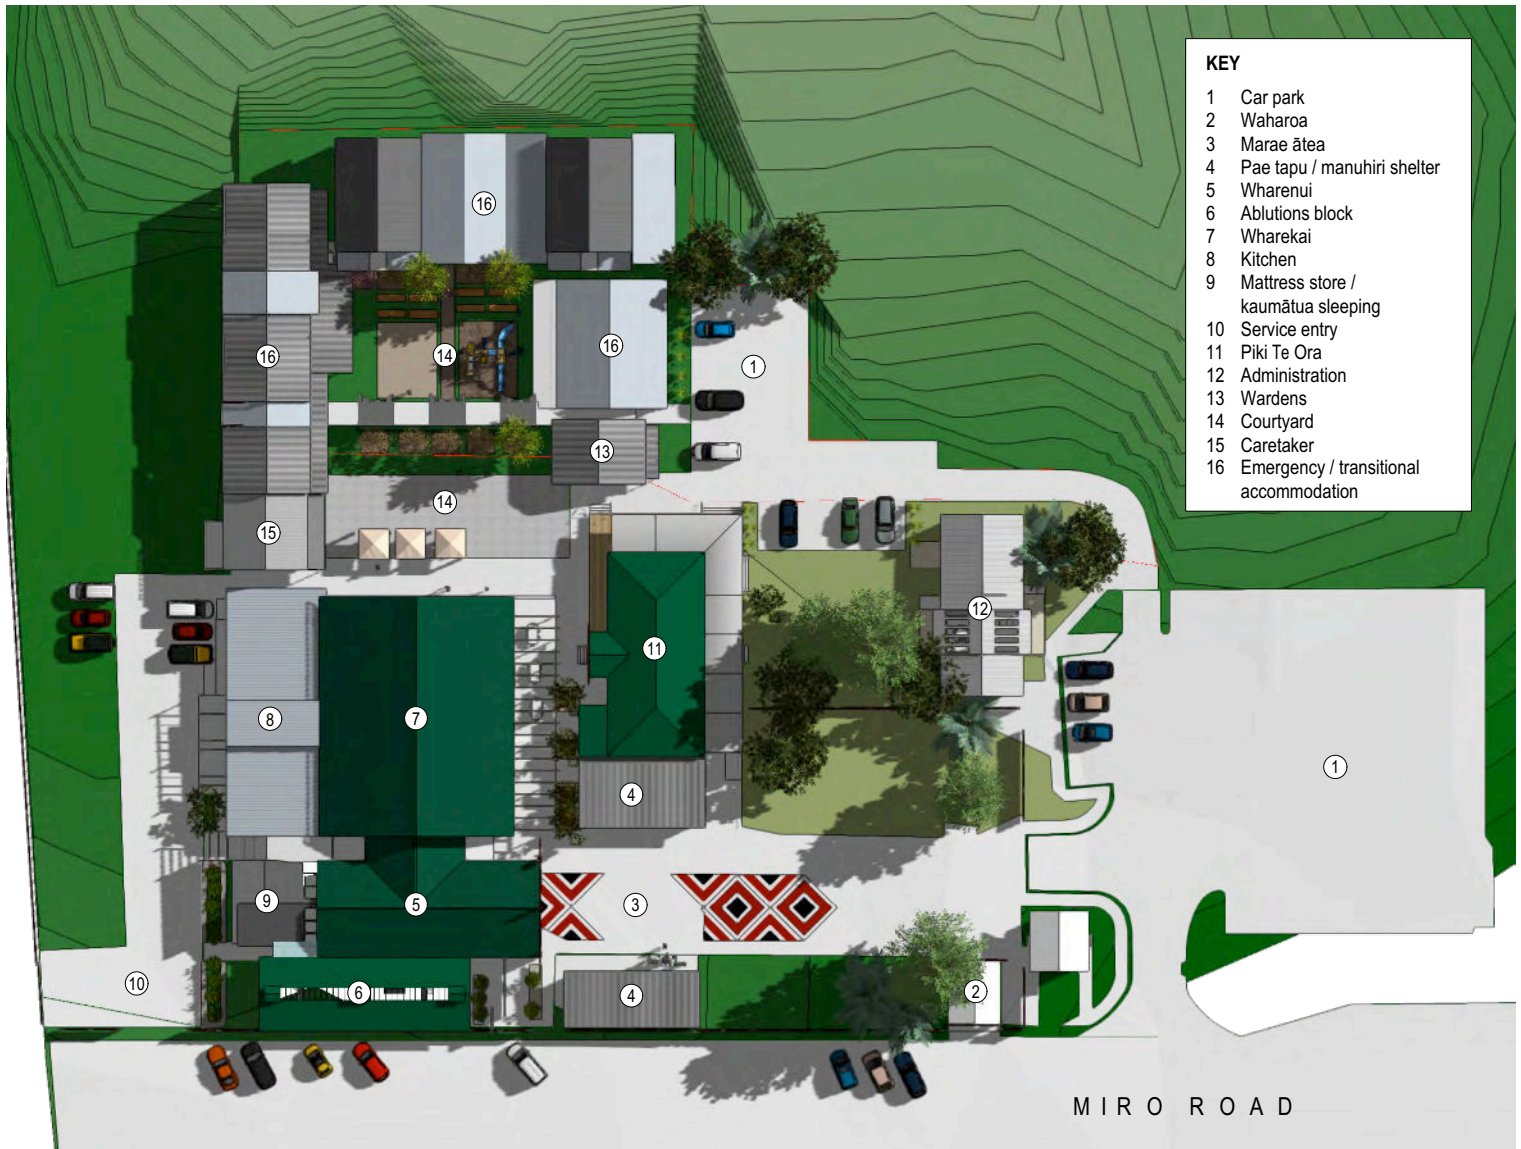 KEY
1 Car park
2 Waharoa
3 Marae ātea
4 Pae tapu / manuhiri shelter
5 Wharenui
6 Ablutions block
7 Wharekai
8 Kitchen
9 Mattress store /
kaumātua sleeping
10 Service entry
11 Piki Te Ora
12 Administration
13 Wardens
14 Courtyard
15 Caretaker
16 Emergency / transitional
accommodation
16
16
16
14
1
13
14
15
12
11
8
7
4
1
9
5
3
10
6
4
2
MIRO ROAD